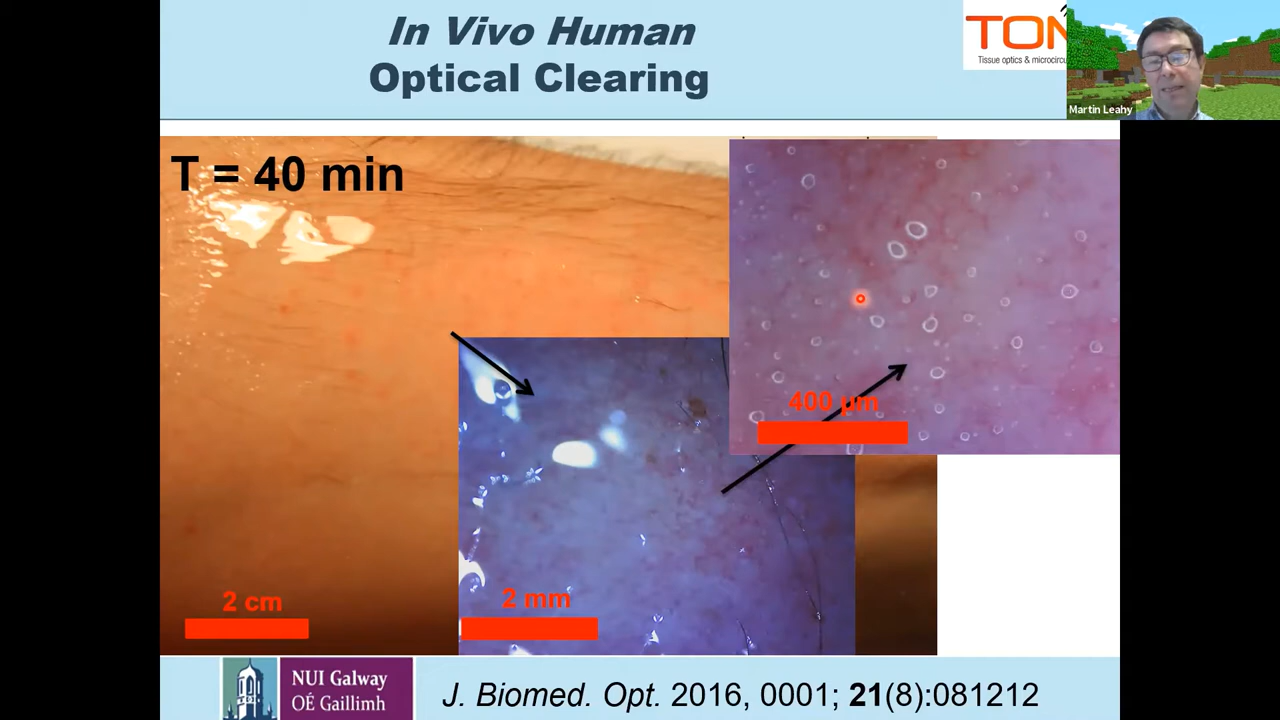 In Vivo Human
Optical Clearing
TON
Tissue optics & microcircu
Martin Leahy
T = 40 min
400 µm
2 cm
2 mm
NUI Galway
OÉ Gaillimh
J. Biomed. Opt. 2016, 0001; 21(8):081212